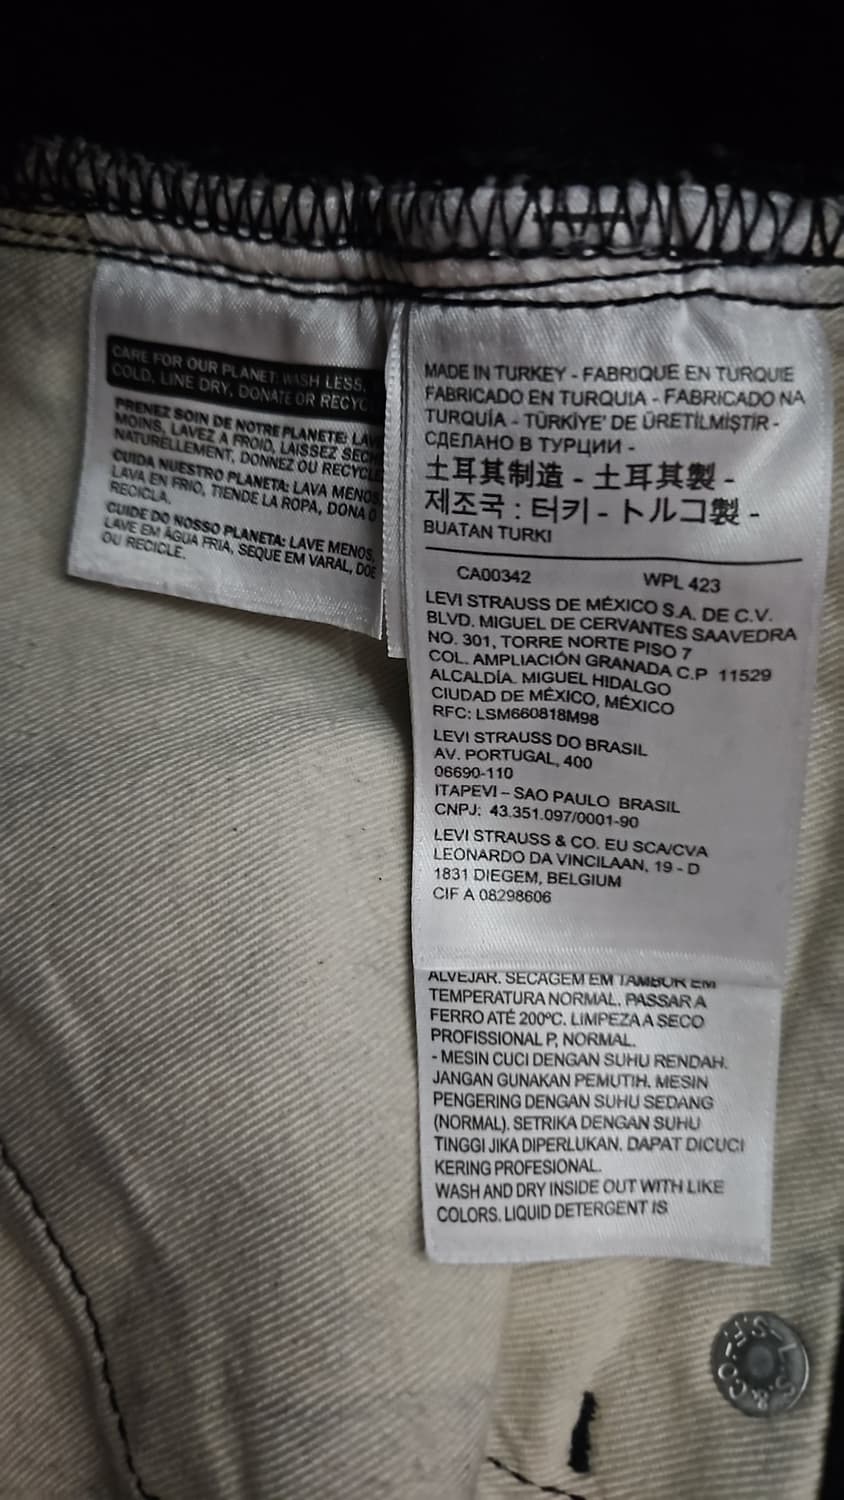 CARE FOR OUR PLANET: WASH LESS,
COLD, LINE DRY, DONATE OR RECYC
PRENEZ SOIN DE NOTRE PLANETE: LAV
MOINS, LAVEZ A FROID, LAISSEZ SECH
NATURELLEMENT, DONNEZ OU RECYCLE
CUIDA NUESTRO PLANETA: LAVA MENOS
LAVA EN FRIO, TIENDE LA ROPA, DONA O
RECICLA.
CUIDE DO NOSSO PLANETA: LAVE MENOS,
LAVE EM ÁGUA FRIA, SEQUE EM VARAL, DOE
OU RECICLE.
MADE IN TURKEY - FABRIQUE EN TURQUIE
FABRICADO EN TURQUIA - FABRICADO NA
TURQUÍA - TÜRKİYE' DE ÜRETİLMİŞTİR -
СДЕЛАНО В ТУРЦИИ -
土耳其制造 - 土耳其製 -
제조국 : 터키 - トルコ製 -
BUATAN TURKI
CA00342 WPL 423
LEVI STRAUSS DE MÉXICO S.A. DE C.V.
BLVD. MIGUEL DE CERVANTES SAAVEDRA
NO. 301, TORRE NORTE PISO 7
COL. AMPLIACIÓN GRANADA C.P 11529
ALCALDÍA. MIGUEL HIDALGO
CIUDAD DE MÉXICO, MÉXICO
RFC: LSM660818M98
LEVI STRAUSS DO BRASIL
AV. PORTUGAL, 400
06690-110
ITAPEVI – SAO PAULO BRASIL
CNPJ: 43.351.097/0001-90
LEVI STRAUSS & CO. EU SCA/CVA
LEONARDO DA VINCILAAN, 19 - D
1831 DIEGEM, BELGIUM
CIF A 08298606
ALVEJAR. SECAGEM EM TAMBOR EM
TEMPERATURA NORMAL. PASSAR A
FERRO ATÉ 200ºC. LIMPEZA A SECO
PROFISSIONAL P, NORMAL.
- MESIN CUCI DENGAN SUHU RENDAH.
JANGAN GUNAKAN PEMUTIH. MESIN
PENGERING DENGAN SUHU SEDANG
(NORMAL). SETRIKA DENGAN SUHU
TINGGI JIKA DIPERLUKAN. DAPAT DICUCI
KERING PROFESIONAL.
WASH AND DRY INSIDE OUT WITH LIKE
COLORS. LIQUID DETERGENT IS
L.S.&CO. S.F.